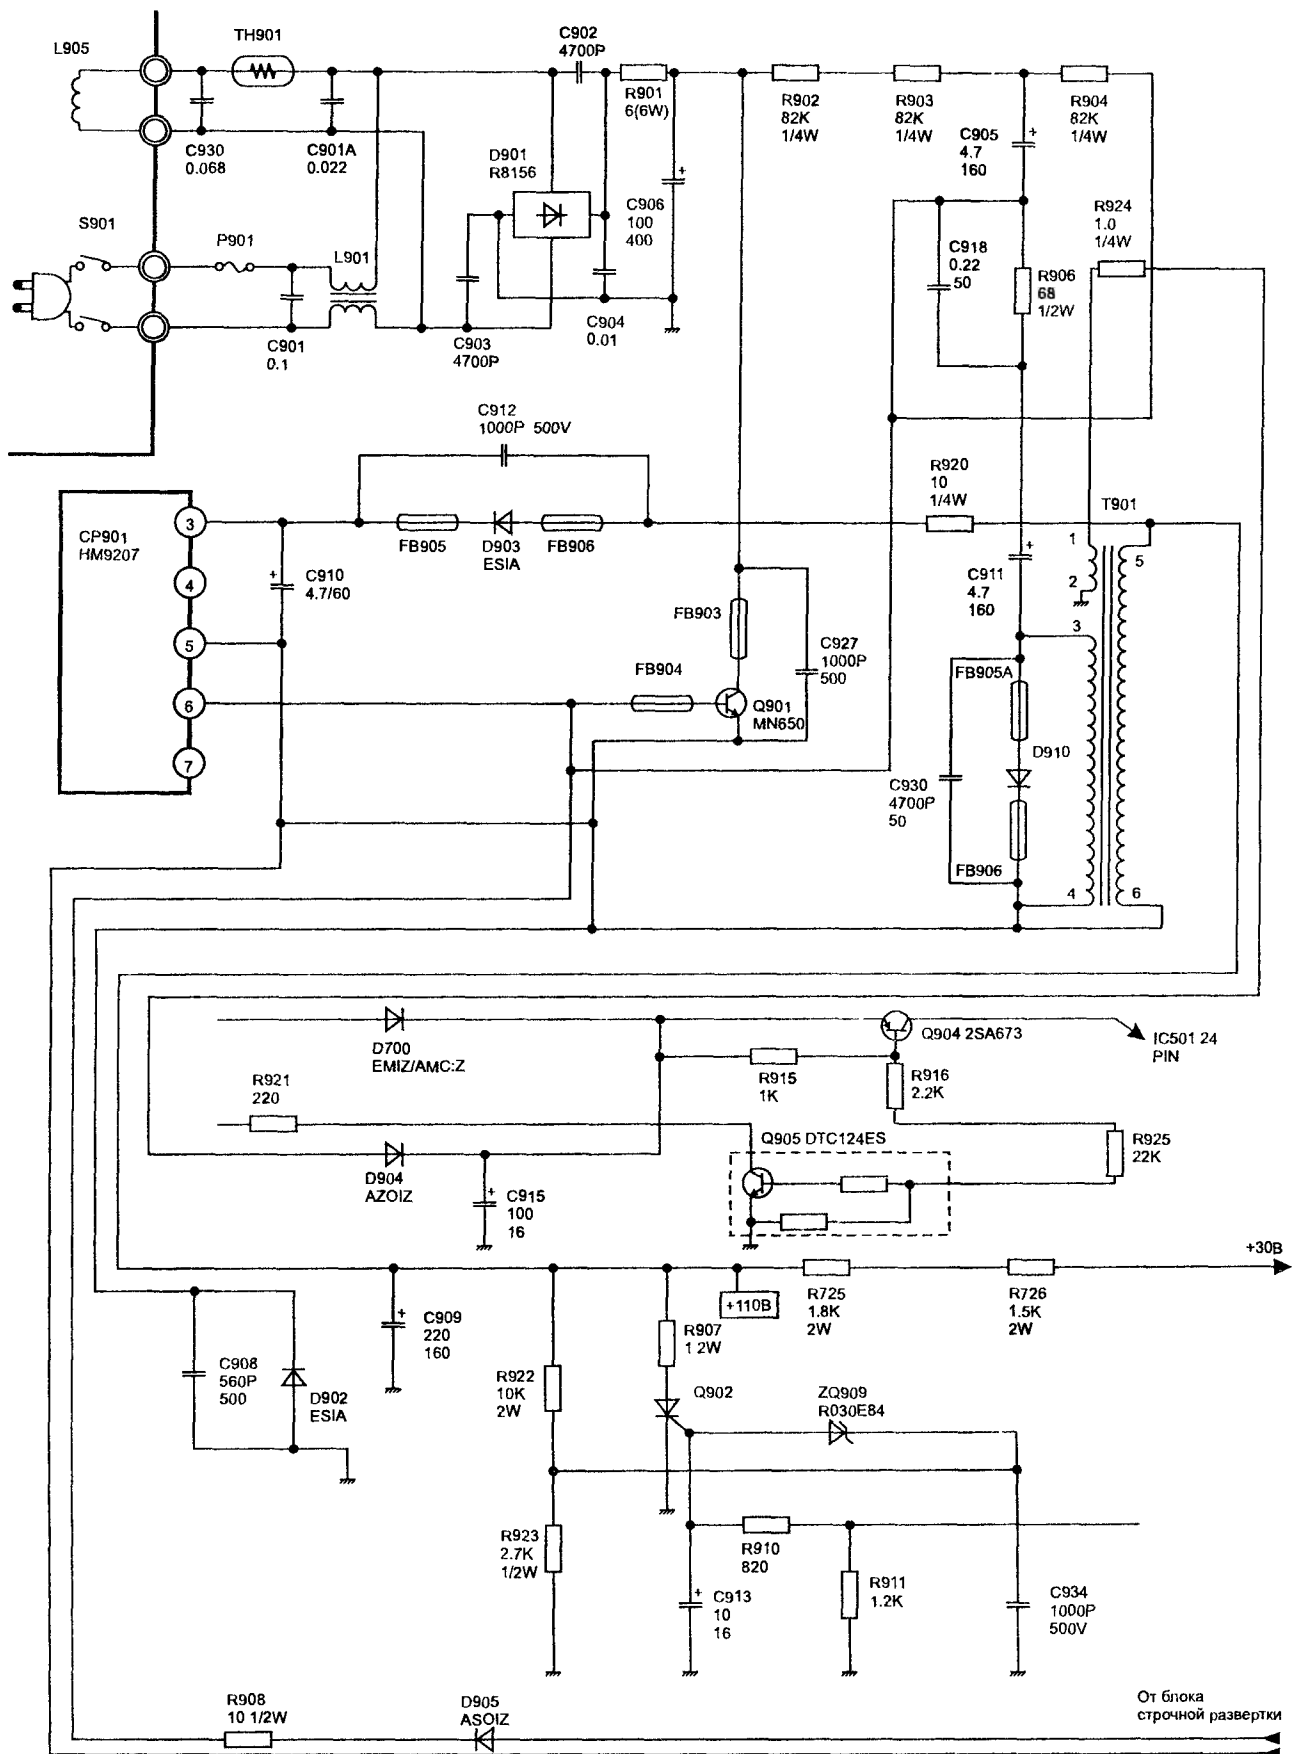 L905
TH901
C902
4700P
R901
6(6W)
R902
82K
1/4W
R903
82K
1/4W
R904
82K
1/4W
C905
4.7
160
C930
0.068
C901A
0.022
D901
R8156
C906
100
400
S901
P901
L901
C901
0.1
C903
4700P
C904
0.01
C918
0.22
50
R906
68
1/2W
R924
1.0
1/4W
C912
1000P 500V
CP901
HM9207
3
4
5
6
7
FB905
D903
ESIA
FB906
R920
10
1/4W
T901
1
2
3
4
5
6
C910
4.7/60
C911
4.7
160
FB903
C927
1000P
500
FB904
Q901
MN650
FB905A
D910
C930
4700P
50
FB906
D700
EMIZ/AMC:Z
Q904 2SA673
IC501 24
PIN
R915
1K
R916
2.2K
R921
220
Q905 DTC124ES
R925
22K
D904
AZOIZ
C915
100
16
+30В
+110В
R725
1.8K
2W
R726
1.5K
2W
C909
220
160
R907
1 2W
C908
560P
500
D902
ESIA
R922
10K
2W
Q902
ZQ909
R030E84
R923
2.7K
1/2W
R910
820
C913
10
16
R911
1.2K
C934
1000P
500V
R908
10 1/2W
D905
ASOIZ
От блока
строчной развертки